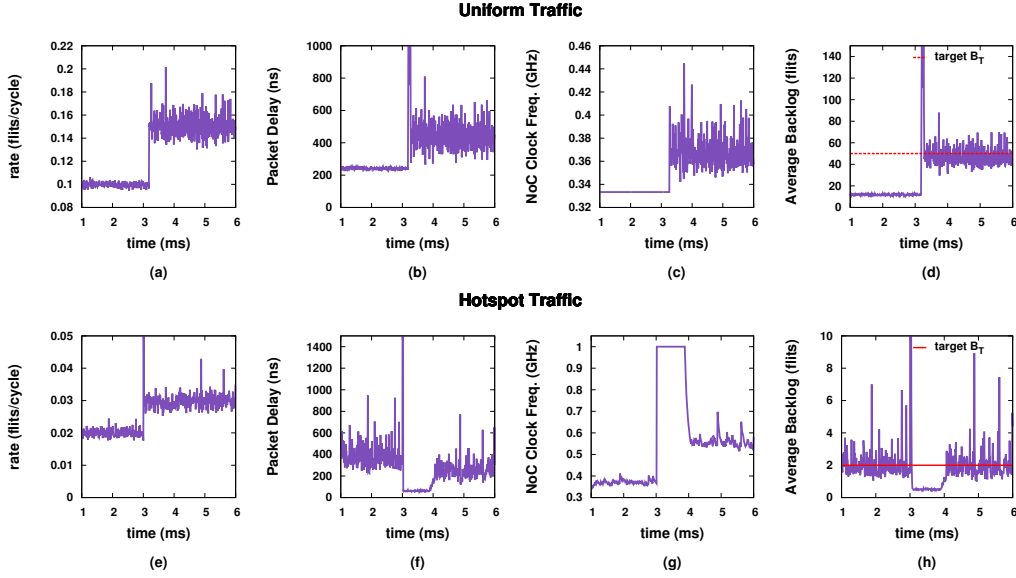 Uniform Traffic
rate (flits/cycle)
0.22
0.2
0.18
0.16
0.14
0.12
0.1
0.08
1 2 3 4 5 6
time (ms)
(a)
Packet Delay (ns)
1000
800
600
400
200
0
1 2 3 4 5 6
time (ms)
(b)
NoC Clock Freq. (GHz)
0.46
0.44
0.42
0.4
0.38
0.36
0.34
0.32
1 2 3 4 5 6
time (ms)
(c)
Average Backlog (flits)
target B_T
140
120
100
80
60
40
20
0
1 2 3 4 5 6
time (ms)
(d)
Hotspot Traffic
rate (flits/cycle)
0.05
0.04
0.03
0.02
0.01
0
1 2 3 4 5 6
time (ms)
(e)
Packet Delay (ns)
1400
1200
1000
800
600
400
200
0
1 2 3 4 5 6
time (ms)
(f)
NoC Clock Freq. (GHz)
1
0.9
0.8
0.7
0.6
0.5
0.4
0.3
1 2 3 4 5 6
time (ms)
(g)
Average Backlog (flits)
target B_T
10
8
6
4
2
0
1 2 3 4 5 6
time (ms)
(h)